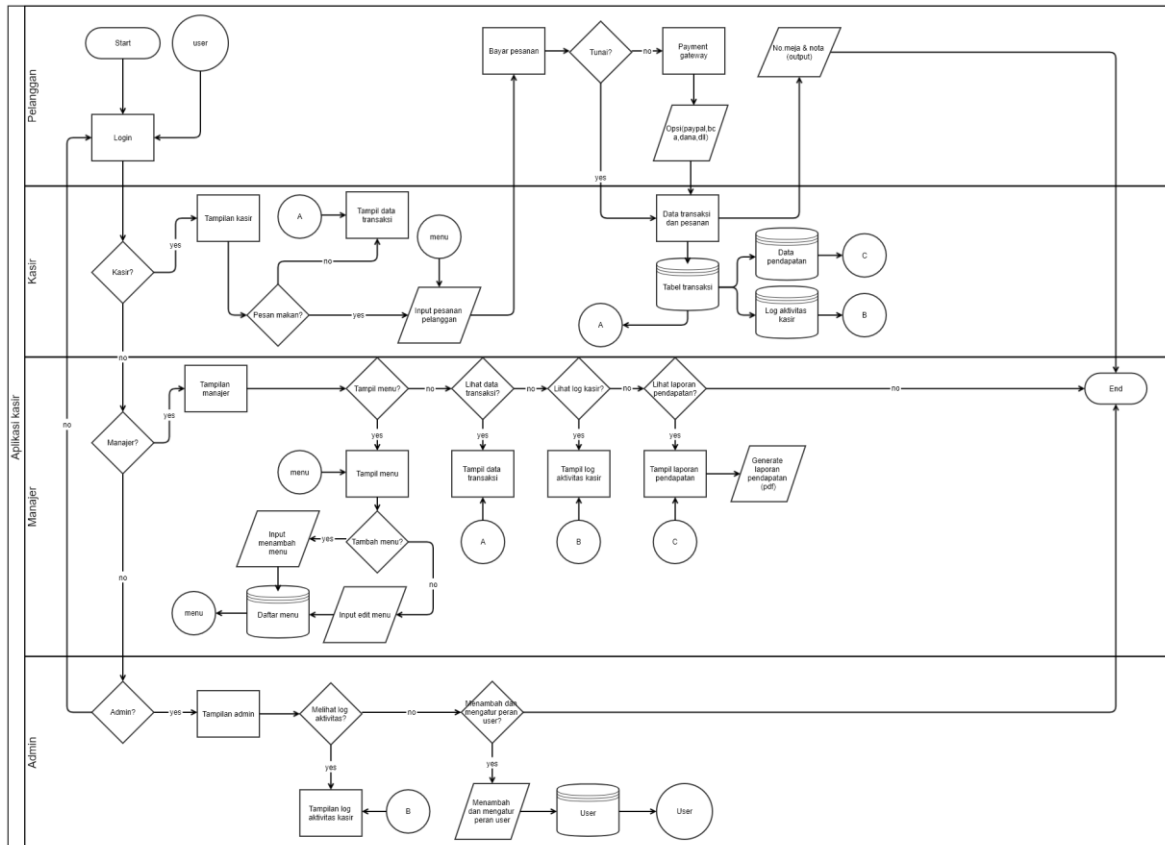 Aplikasi kasir
Pelanggan
Start
user
Login
Bayar pesanan
Tunai?
no
Payment
gateway
No.meja & nota
(output)
Opsi(paypal,bc
a,dana,dll)
yes
Kasir
Kasir?
yes
Tampilan kasir
A
Tampil data
transaksi
no
Pesan makan?
yes
menu
Input pesanan
pelanggan
Data transaksi
dan pesanan
Tabel transaksi
A
Data
pendapatan
C
Log aktivitas
kasir
B
no
Manajer
no
Manajer?
yes
Tampilan
manajer
Tampil menu?
no
Lihat data
transaksi?
no
Lihat log kasir?
no
Lihat laporan
pendapatan?
no
End
yes
yes
yes
yes
menu
Tampil menu
Tampil data
transaksi
Tampil log
aktivitas kasir
Tampil laporan
pendapatan
Generate
laporan
pendapatan
(pdf)
A
B
C
Input
menambah
menu
yes
Tambah menu?
no
menu
Daftar menu
Input edit menu
no
Admin
Admin?
yes
Tampilan admin
Melihat log
aktivitas?
no
Menambah dan
mengatur peran
user?
yes
yes
Tampilan log
aktivitas kasir
B
Menambah
dan mengatur
peran user
User
User